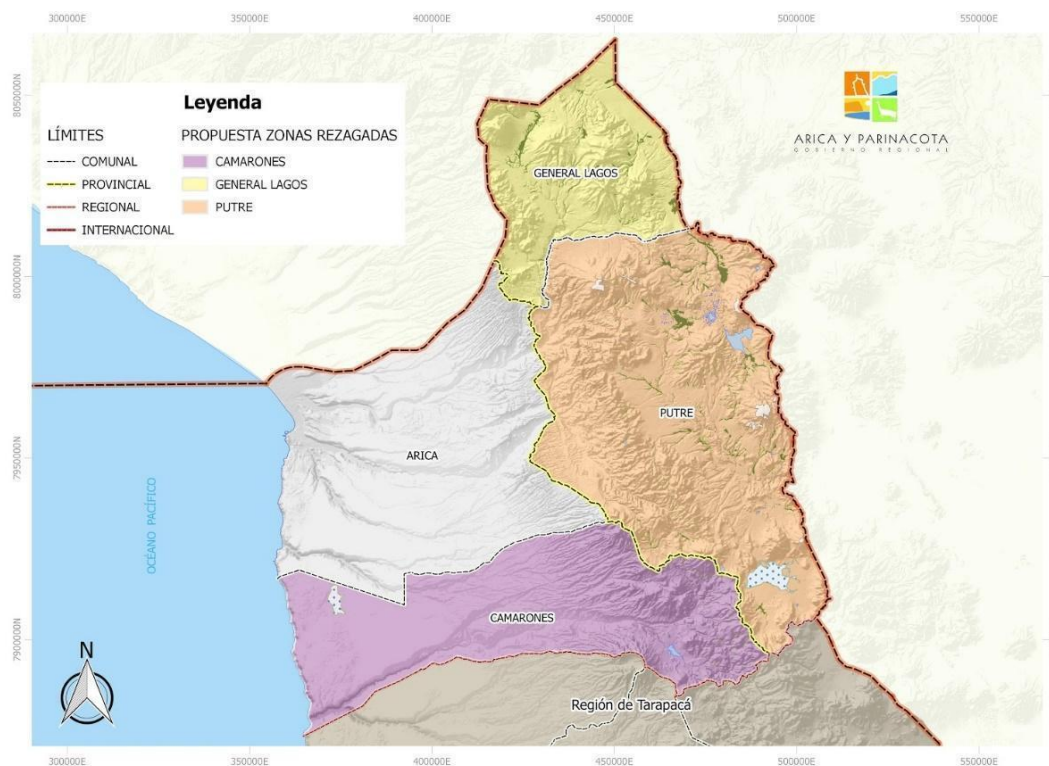 300000E 350000E 400000E 450000E 500000E 550000E
8050000N
8000000N
7950000N
7900000N
Leyenda
LÍMITES
COMUNAL
PROVINCIAL
REGIONAL
INTERNACIONAL
PROPUESTA ZONAS REZAGADAS
CAMARONES
GENERAL LAGOS
PUTRE
ARICA Y PARINACOTA
GOBIERNO REGIONAL
GENERAL LAGOS
PUTRE
ARICA
OCÉANO PACÍFICO
CAMARONES
Región de Tarapacá
N
300000E 350000E 400000E 450000E 500000E 550000E